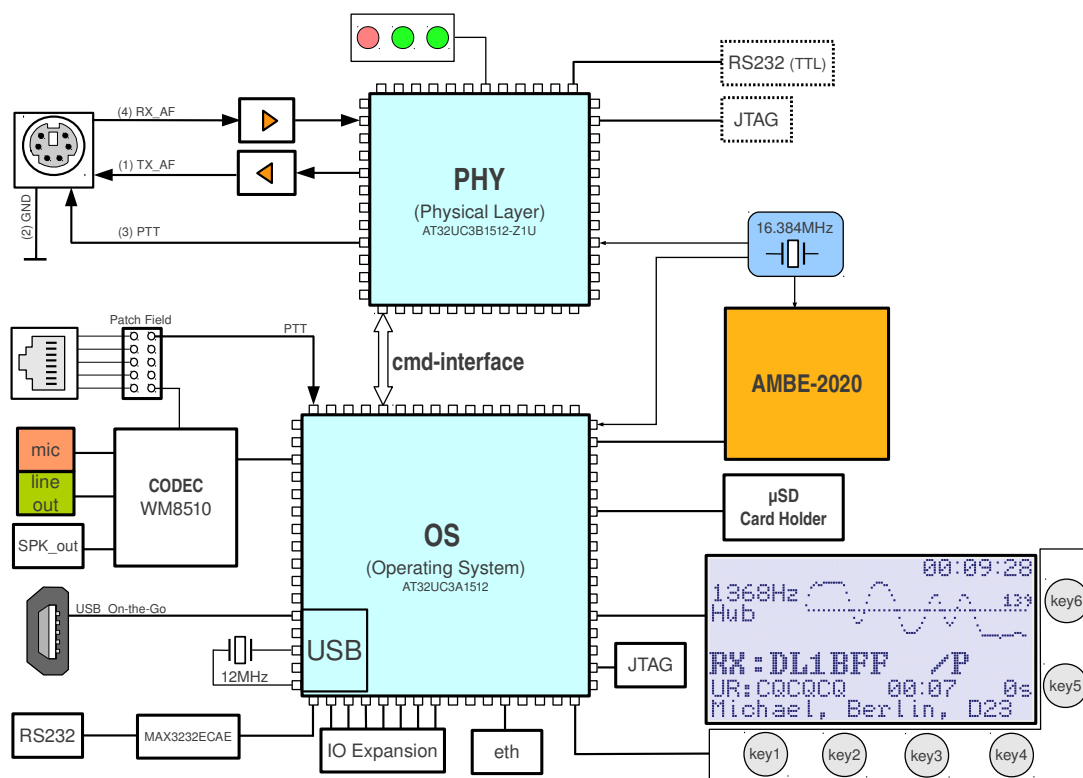 RS232 (TTL)
JTAG
(4) RX_AF
(1) TX_AF
(2) GND
(3) PTT
PHY
(Physical Layer)
AT32UC3B1512-Z1U
16.384MHz
AMBE-2020
Patch Field
PTT
cmd-interface
mic
line
out
SPK_out
CODEC
WM8510
OS
(Operating System)
AT32UC3A1512
µSD
Card Holder
USB On-the-Go
USB
12MHz
JTAG
RS232
MAX3232ECAE
IO Expansion
eth
00:09:28
1368Hz
139
Hub
RX:DL1BFF /P
UR:CQCQCQ 00:07 0s
Michael, Berlin, D23
key6
key5
key1
key2
key3
key4